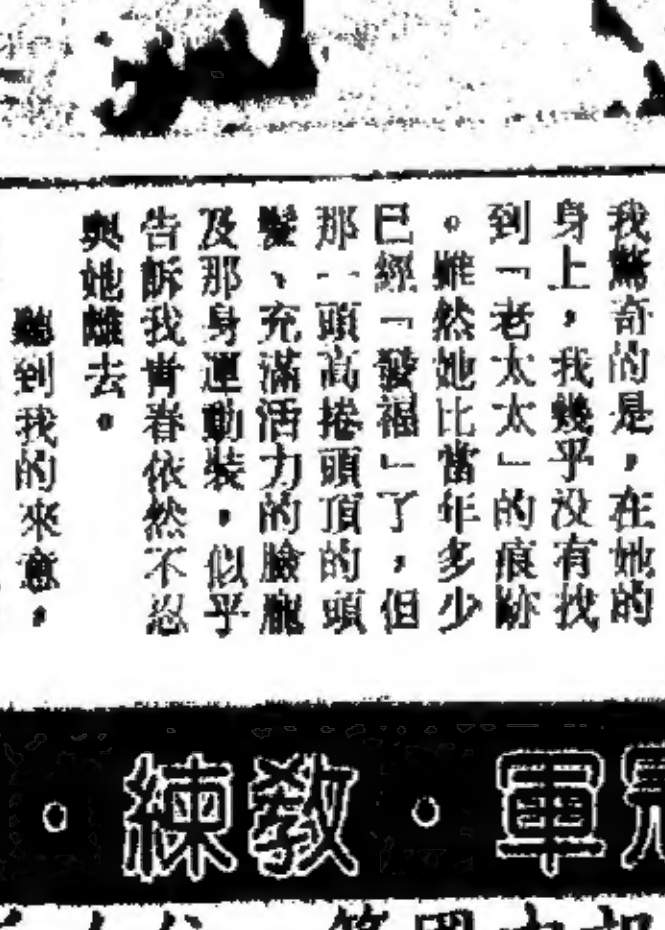 我驚奇的是，在她的
身上，我幾乎没有找
到「老太太」的痕跡
。雖然她比當年多少
已經「發福」了，但
那一頭高捲頭頂的頭
髮、充滿活力的臉龐
及那身運動裝，似乎
告訴我青春依然不忍
與她離去。
聽到我的來意，
冠軍・教練・